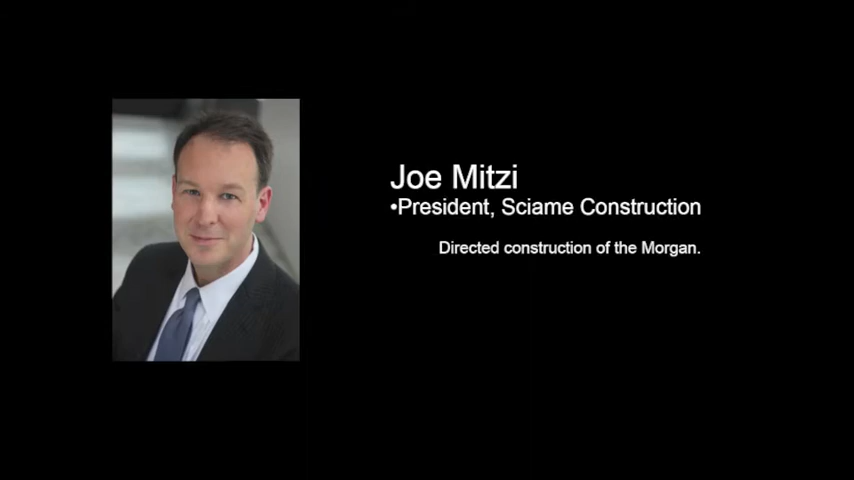 Joe Mitzi
•President, Sciame Construction
Directed construction of the Morgan.